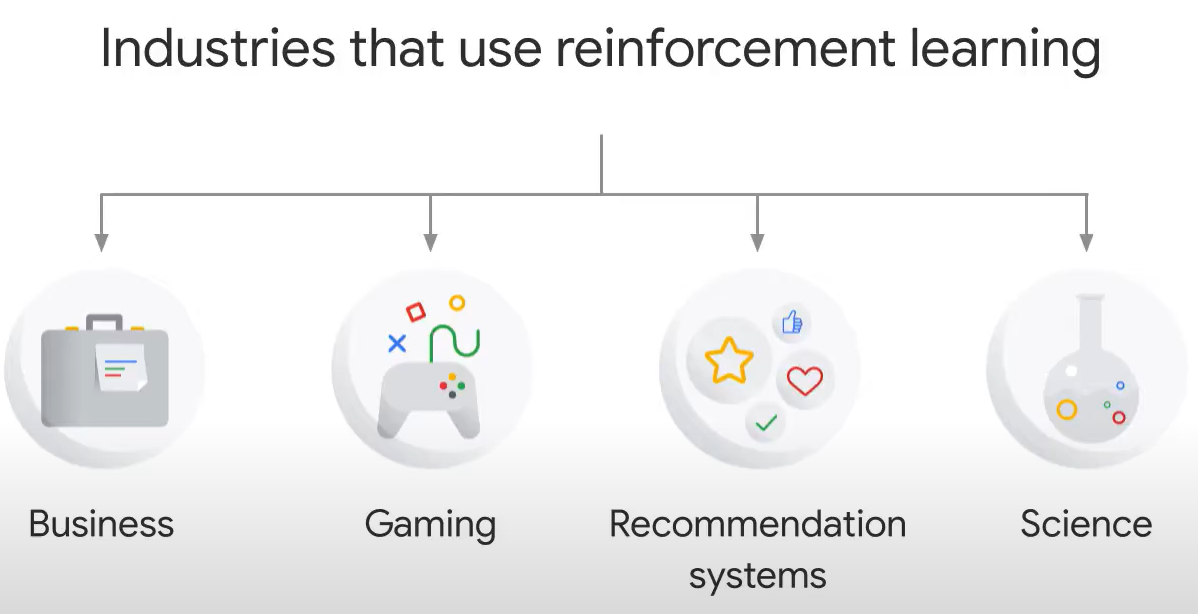 Industries that use reinforcement learning
Business
Gaming
Recommendation
systems
Science